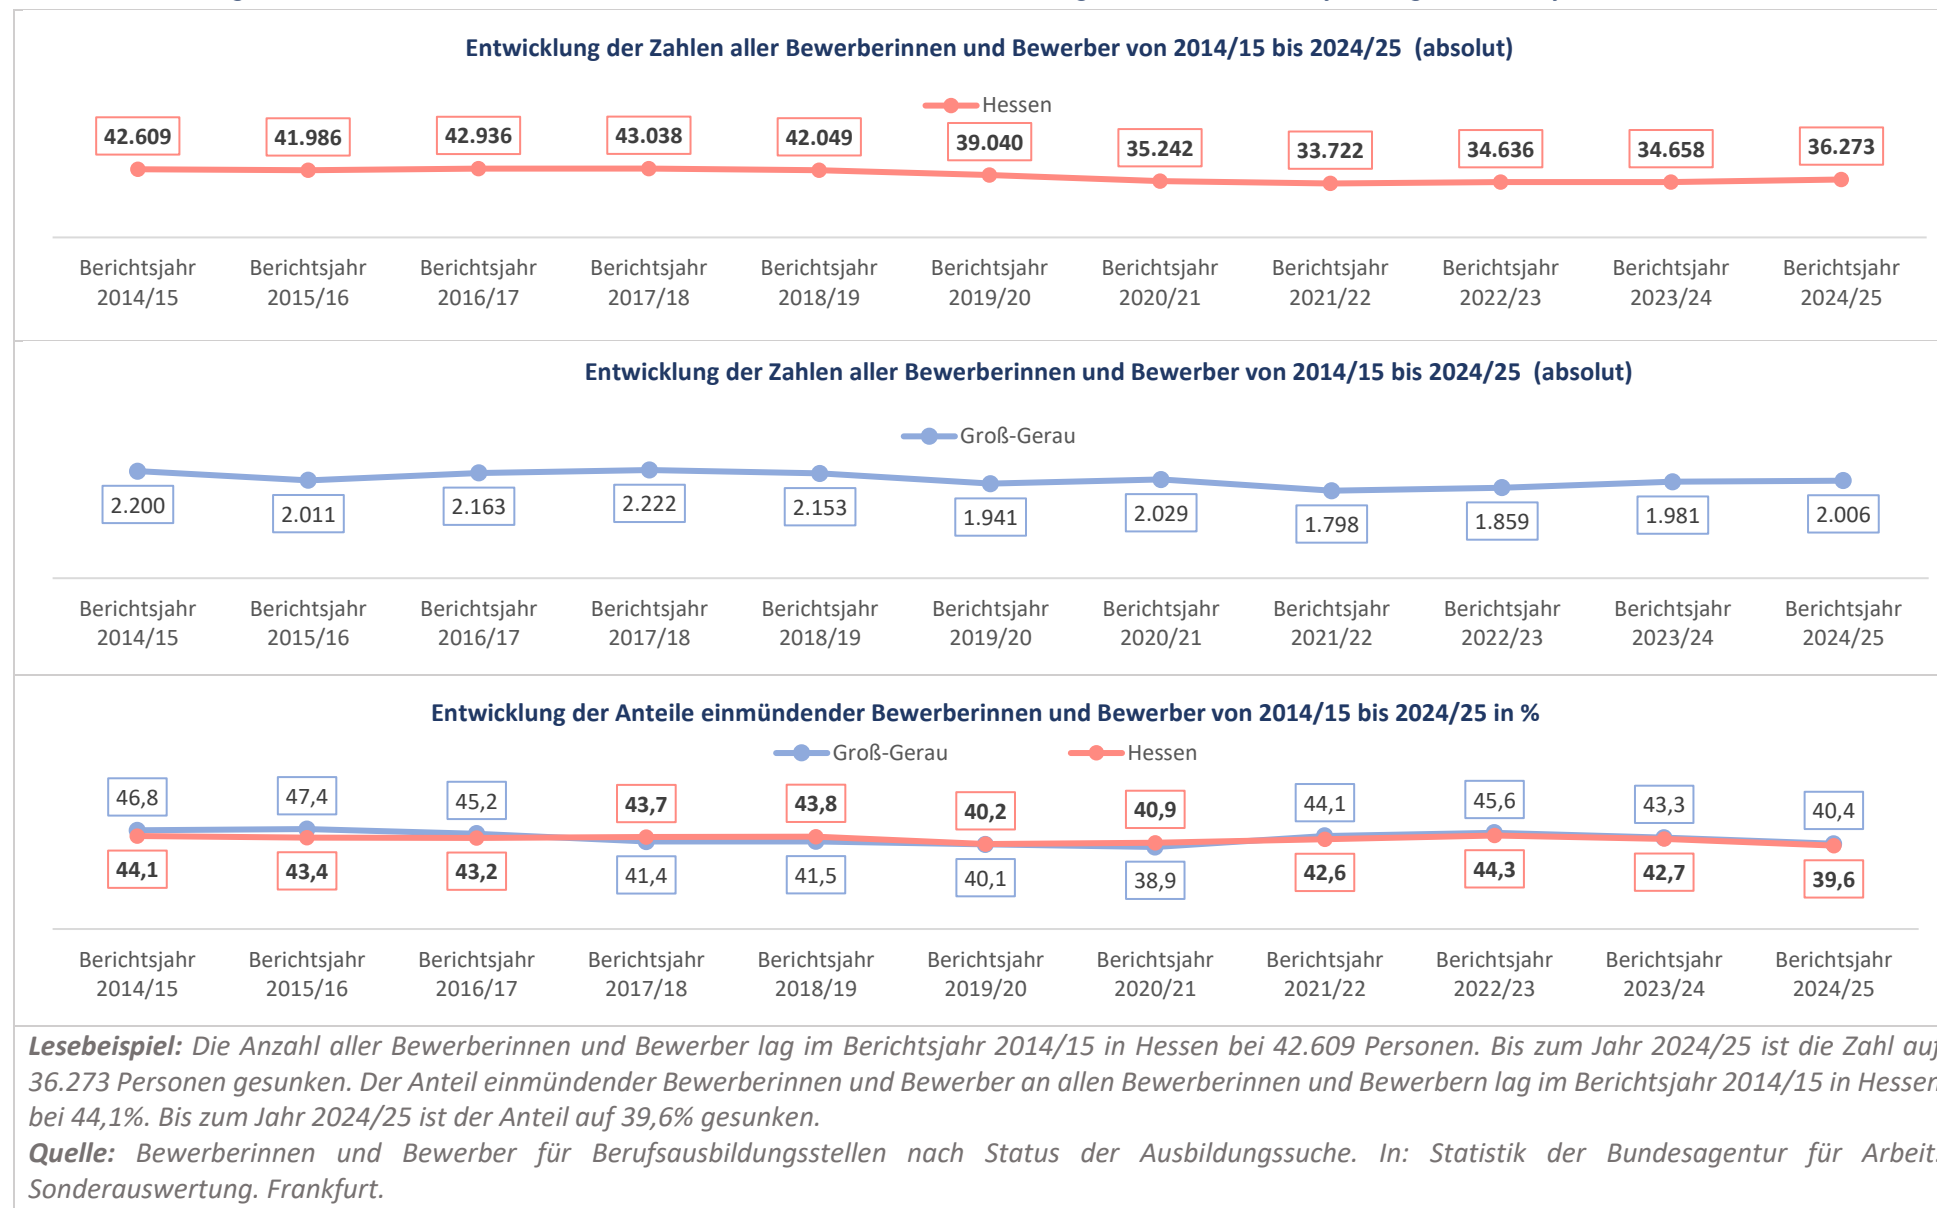 Entwicklung der Zahlen aller Bewerberinnen und Bewerber von 2014/15 bis 2024/25 (absolut)
Hessen
42.609 41.986 42.936 43.038 42.049 39.040 35.242 33.722 34.636 34.658 36.273
Berichtsjahr Berichtsjahr Berichtsjahr Berichtsjahr Berichtsjahr Berichtsjahr Berichtsjahr Berichtsjahr Berichtsjahr Berichtsjahr Berichtsjahr
2014/15 2015/16 2016/17 2017/18 2018/19 2019/20 2020/21 2021/22 2022/23 2023/24 2024/25
Entwicklung der Zahlen aller Bewerberinnen und Bewerber von 2014/15 bis 2024/25 (absolut)
Groß-Gerau
2.200 2.011 2.163 2.222 2.153 1.941 2.029 1.798 1.859 1.981 2.006
Berichtsjahr Berichtsjahr Berichtsjahr Berichtsjahr Berichtsjahr Berichtsjahr Berichtsjahr Berichtsjahr Berichtsjahr Berichtsjahr Berichtsjahr
2014/15 2015/16 2016/17 2017/18 2018/19 2019/20 2020/21 2021/22 2022/23 2023/24 2024/25
Entwicklung der Anteile einmündender Bewerberinnen und Bewerber von 2014/15 bis 2024/25 in %
Groß-Gerau Hessen
46,8 47,4 45,2 43,7 43,8 40,2 40,9 44,1 45,6 43,3 40,4
44,1 43,4 43,2 41,4 41,5 40,1 38,9 42,6 44,3 42,7 39,6
Berichtsjahr Berichtsjahr Berichtsjahr Berichtsjahr Berichtsjahr Berichtsjahr Berichtsjahr Berichtsjahr Berichtsjahr Berichtsjahr Berichtsjahr
2014/15 2015/16 2016/17 2017/18 2018/19 2019/20 2020/21 2021/22 2022/23 2023/24 2024/25
Lesebeispiel: Die Anzahl aller Bewerberinnen und Bewerber lag im Berichtsjahr 2014/15 in Hessen bei 42.609 Personen. Bis zum Jahr 2024/25 ist die Zahl auf
36.273 Personen gesunken. Der Anteil einmündender Bewerberinnen und Bewerber an allen Bewerberinnen und Bewerbern lag im Berichtsjahr 2014/15 in Hessen
bei 44,1%. Bis zum Jahr 2024/25 ist der Anteil auf 39,6% gesunken.
Quelle: Bewerberinnen und Bewerber für Berufsausbildungsstellen nach Status der Ausbildungssuche. In: Statistik der Bundesagentur für Arbeit.
Sonderauswertung. Frankfurt.